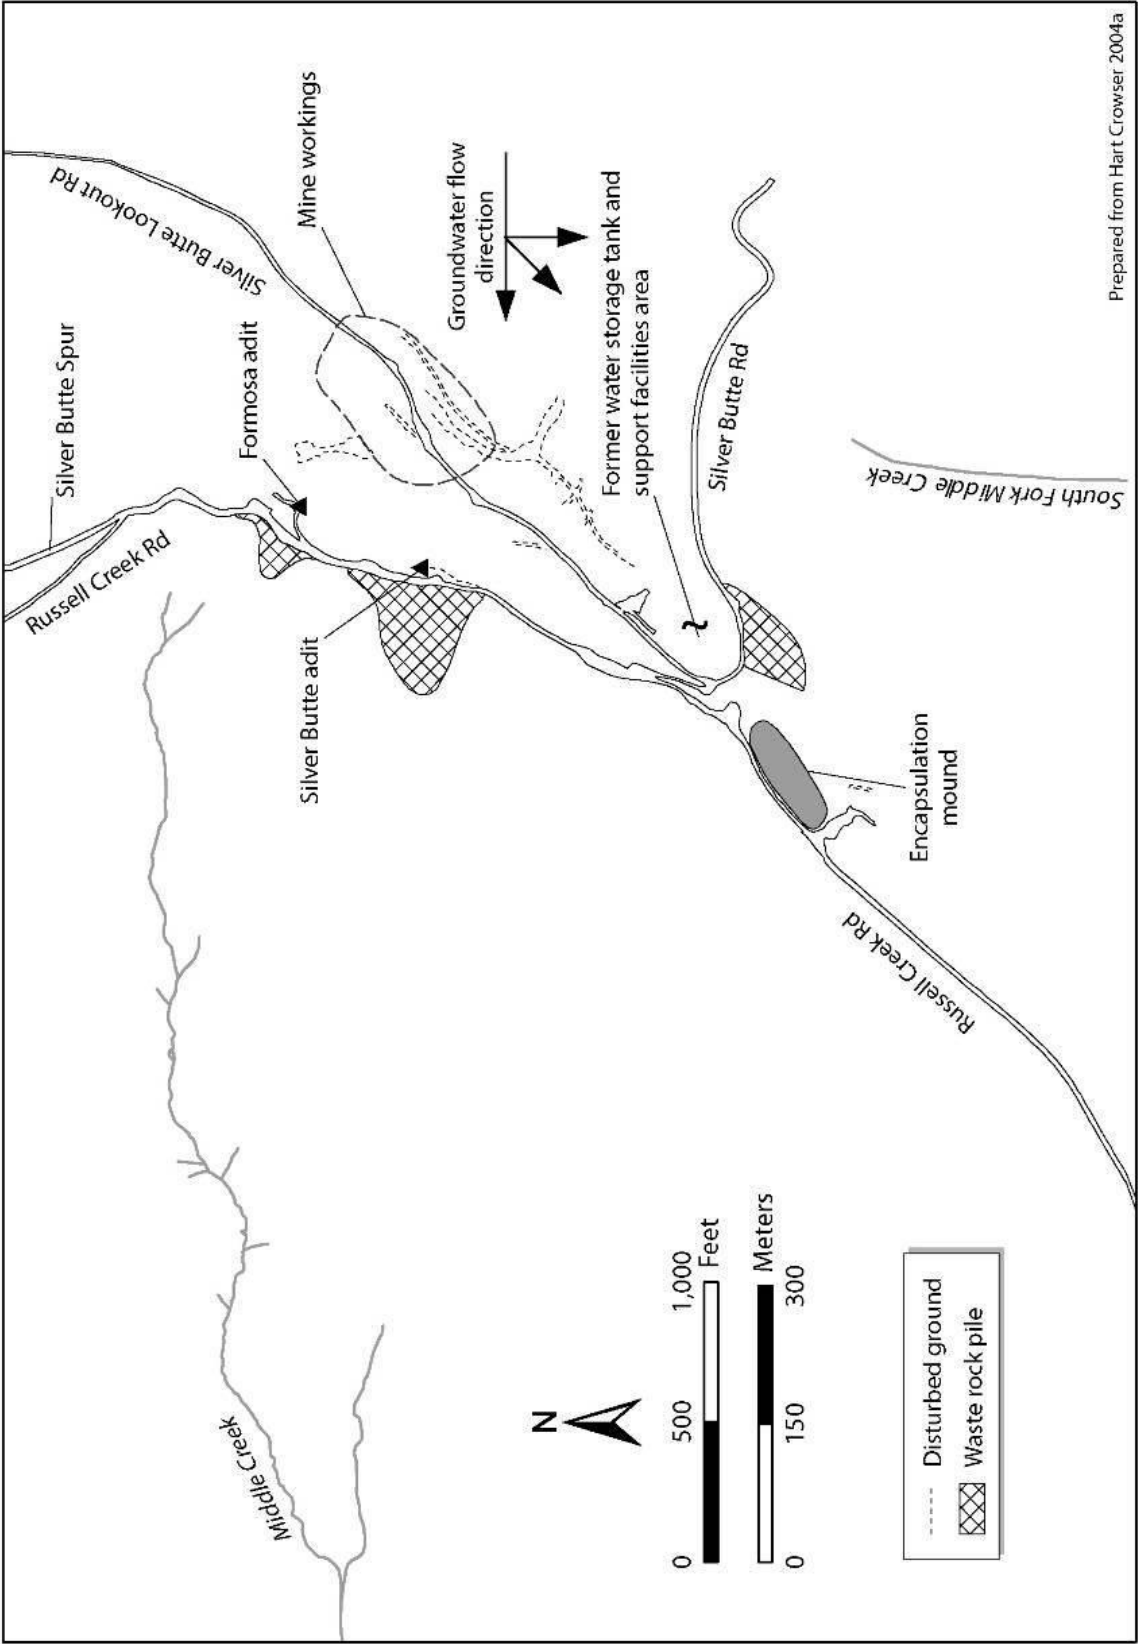 Silver Butte Spur
Russell Creek Rd
Silver Butte Lookout Rd
Formosa adit
Mine workings
Silver Butte adit
Groundwater flow
direction
Former water storage tank and
support facilities area
Silver Butte Rd
South Fork Middle Creek
Encapsulation
mound
Russell Creek Rd
Middle Creek
N
0 500 1,000
Feet
Meters
0 150 300
Disturbed ground
Waste rock pile
Prepared from Hart Crowser 2004a